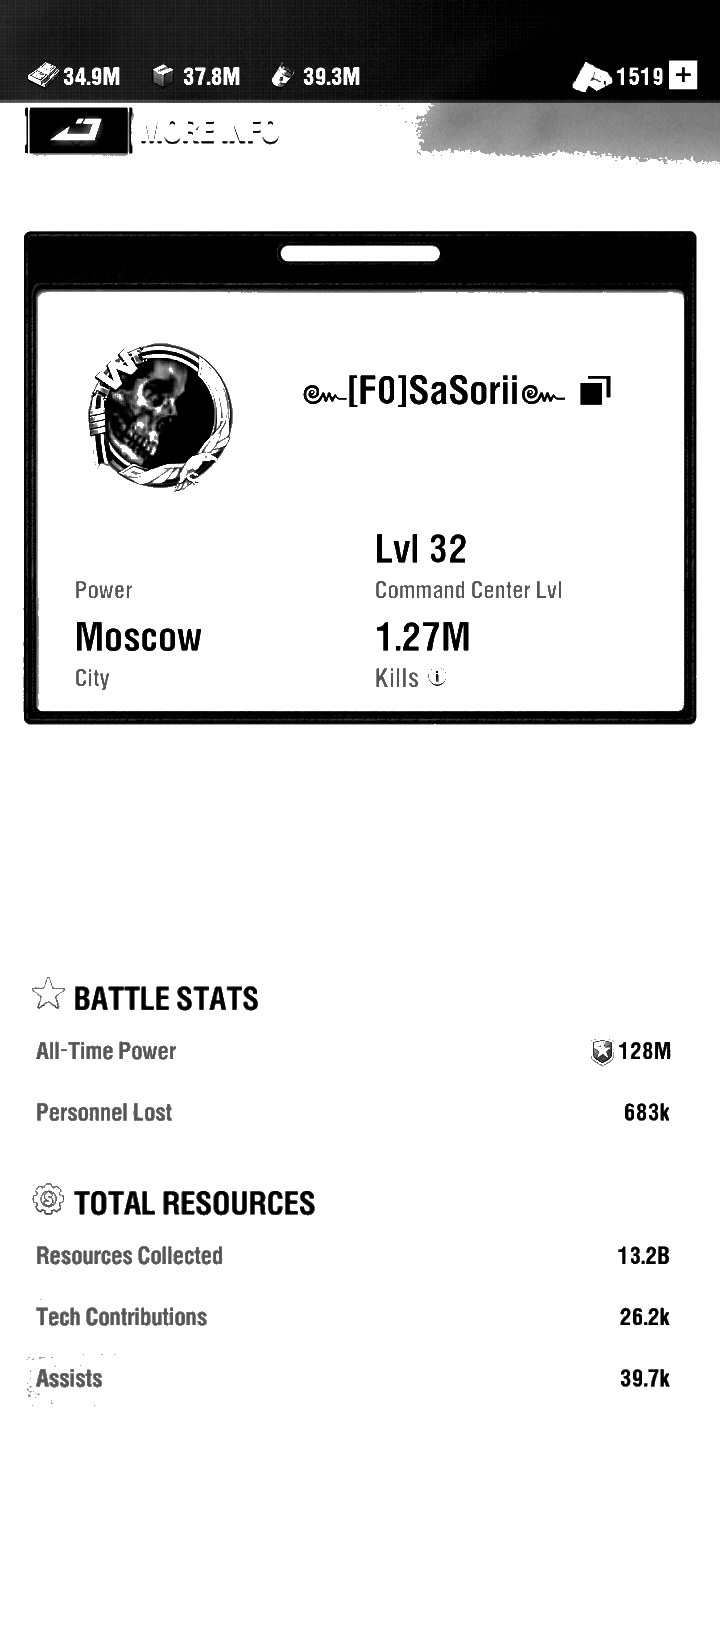 34.9M 37.8M 39.3M 1519 +
MORE INFO
[F0]SaSorii
Lvl 32
Power Command Center Lvl
Moscow 1.27M
City Kills
BATTLE STATS
All-Time Power 128M
Personnel Lost 683k
TOTAL RESOURCES
Resources Collected 13.2B
Tech Contributions 26.2k
Assists 39.7k